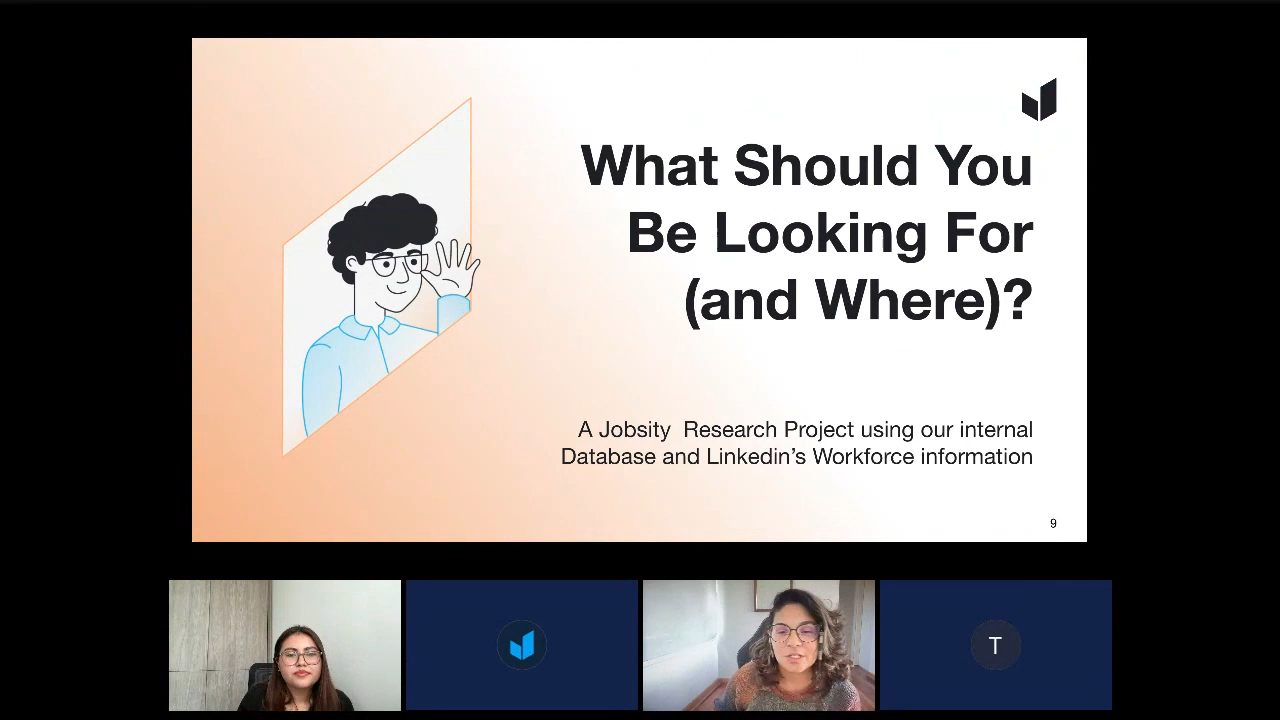 What Should You
Be Looking For
(and Where)?
A Jobsity Research Project using our internal
Database and Linkedin's Workforce information
9
T